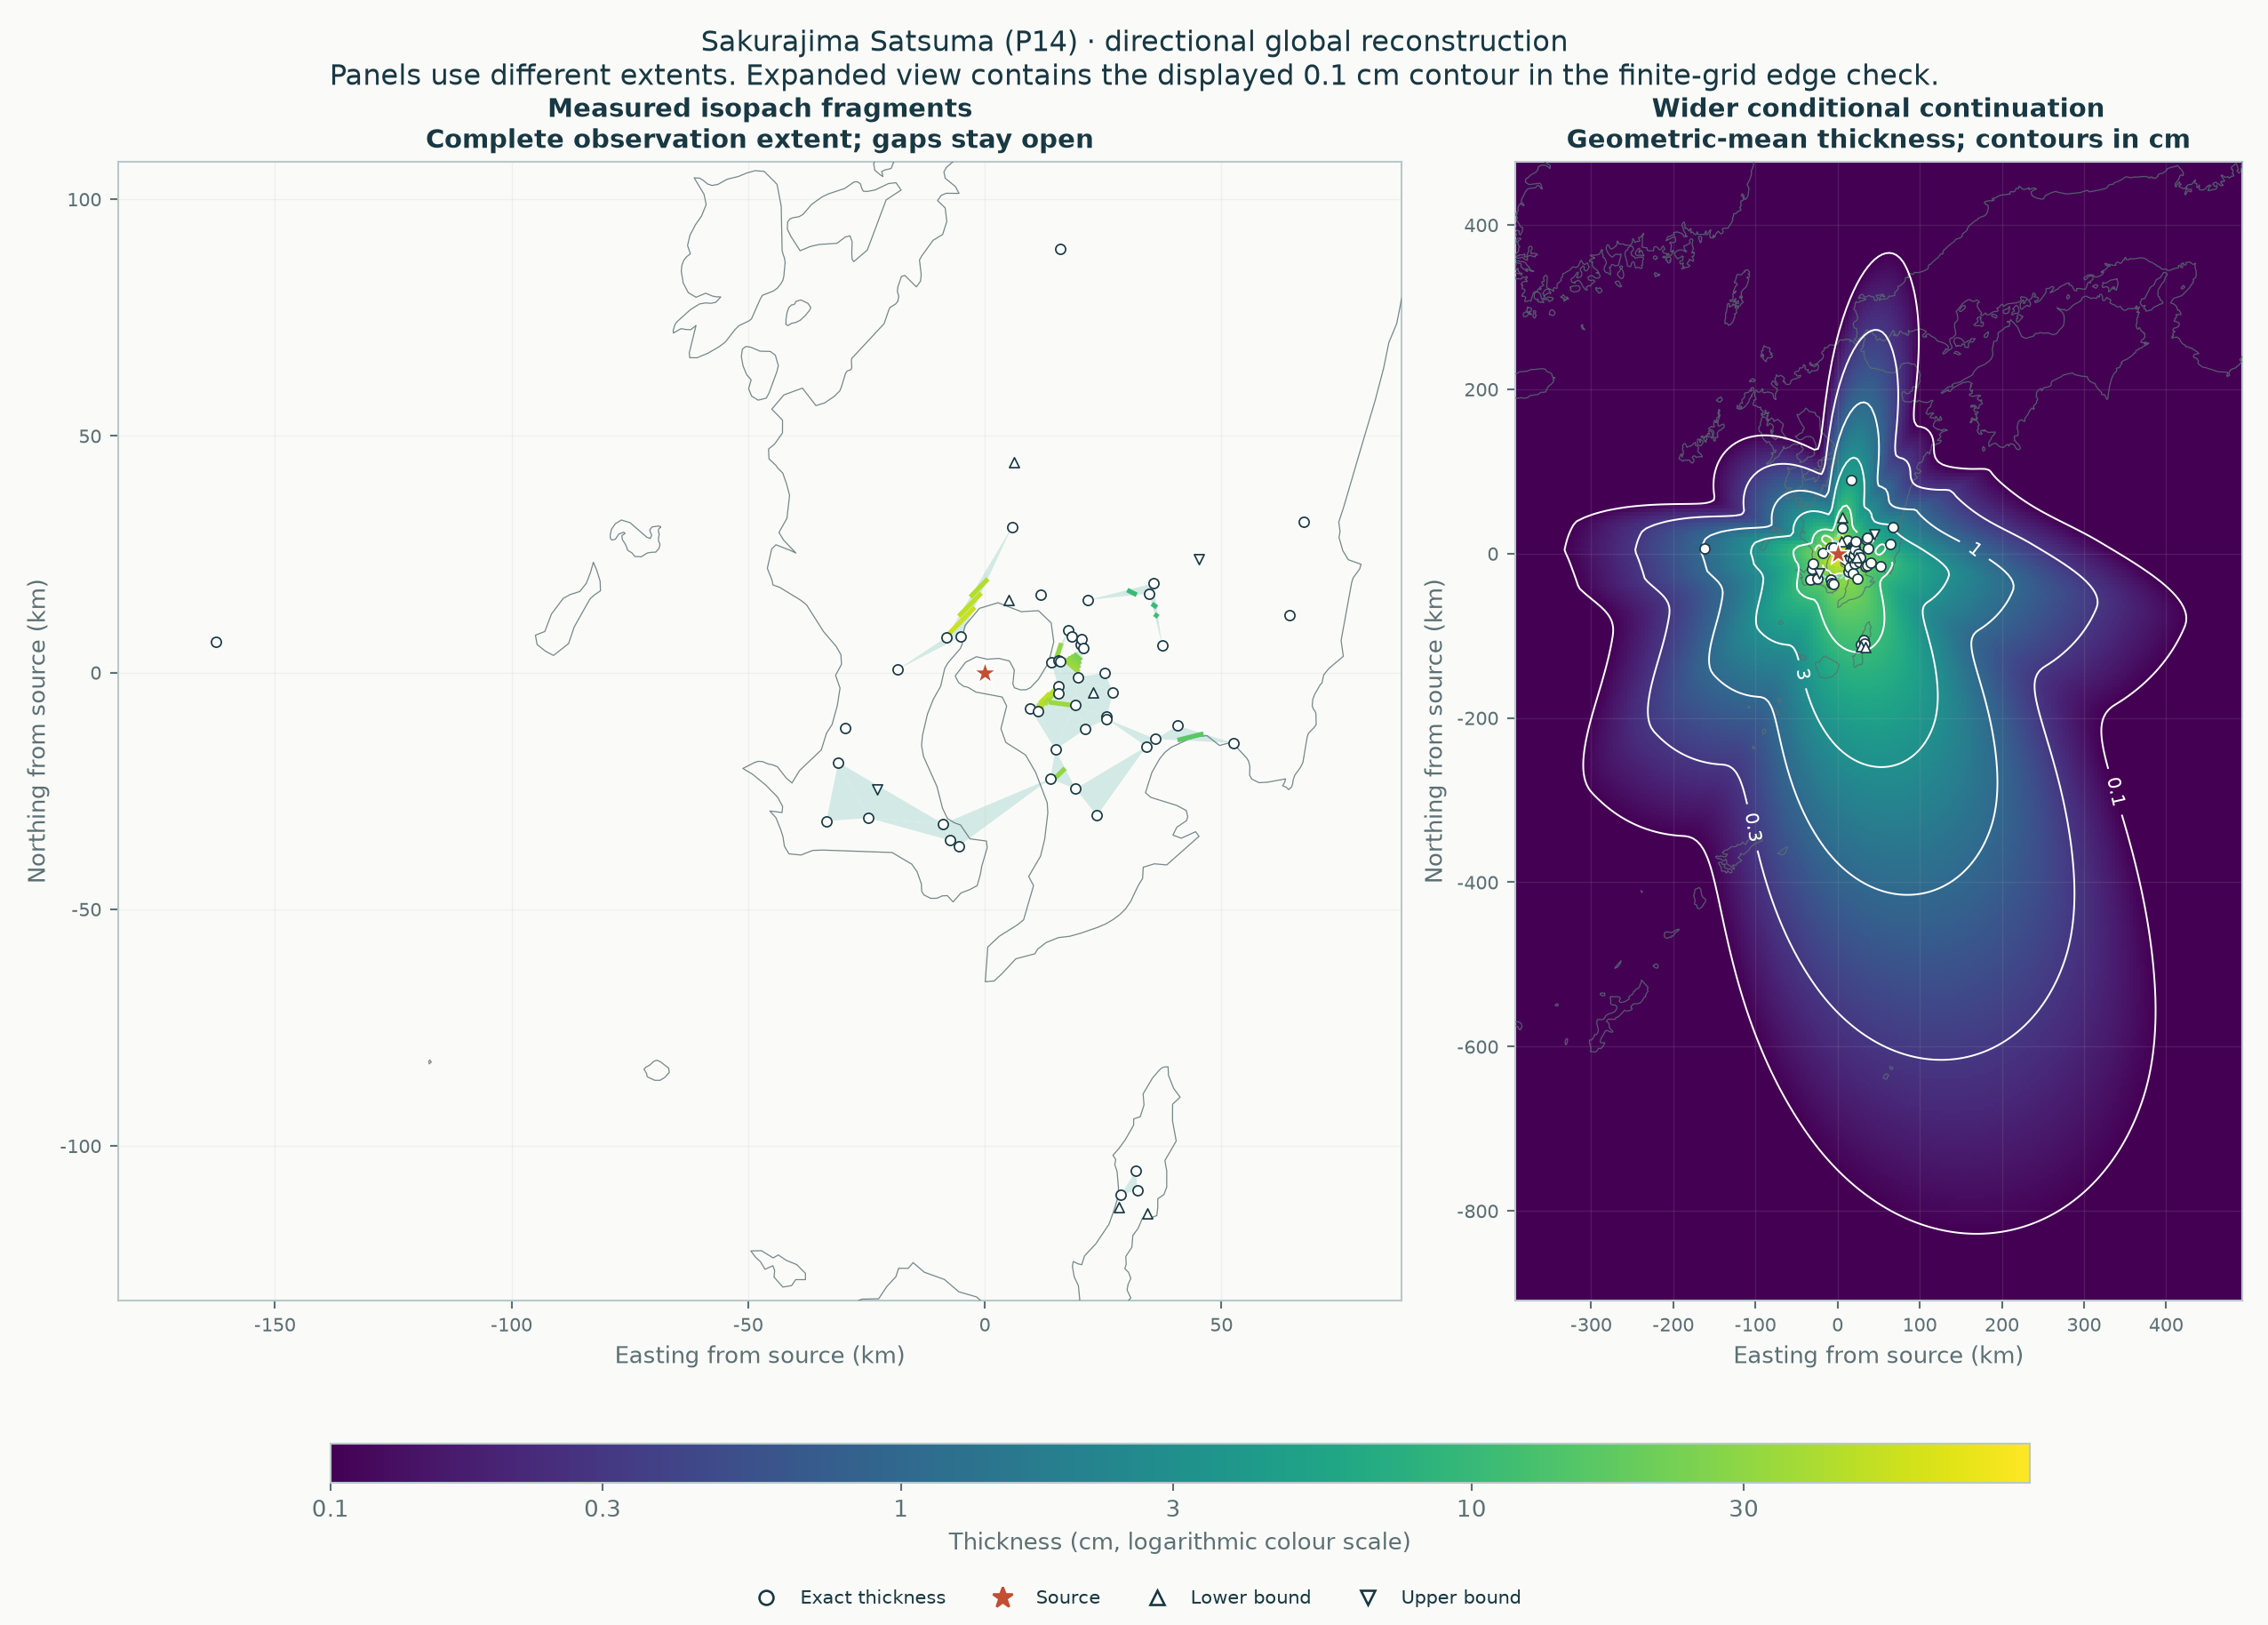 Sakurajima Satsuma (P14) · directional global reconstruction
Panels use different extents. Expanded view contains the displayed 0.1 cm contour in the finite-grid edge check.
Measured isopach fragments
Complete observation extent; gaps stay open
Northing from source (km)
100
50
0
-50
-100
-150
-100
-50
0
50
Easting from source (km)
Wider conditional continuation
Geometric-mean thickness; contours in cm
Northing from source (km)
400
200
0
-200
-400
-600
-800
1
3
0.3
0.1
-300
-200
-100
0
100
200
300
400
Easting from source (km)
0.1
0.3
1
3
10
30
Thickness (cm, logarithmic colour scale)
Exact thickness
Source
Lower bound
Upper bound